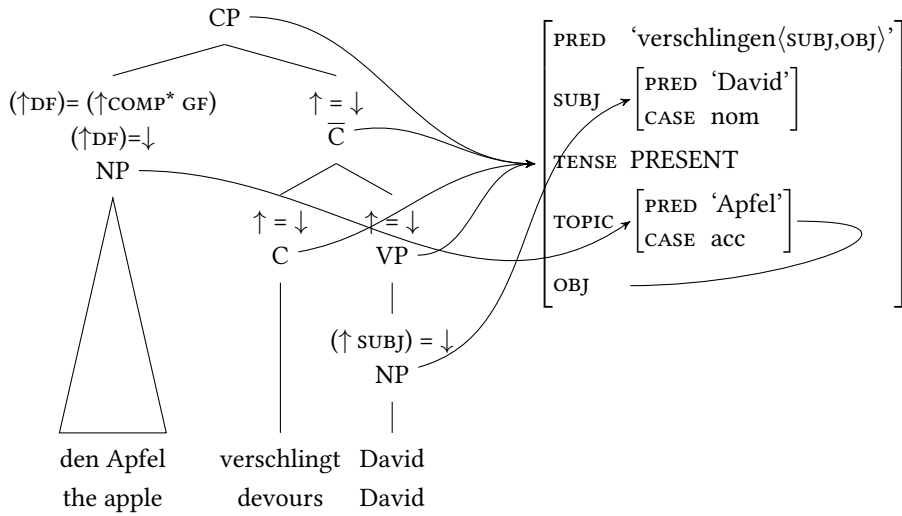 CP
(↑DF)= (↑COMP* GF)
(↑DF)=↓
NP
↑ = ↓
C̅
↑ = ↓
C
↑ = ↓
VP
(↑ SUBJ) = ↓
NP
den Apfel verschlingt David
the apple devours David
PRED ‘verschlingen⟨SUBJ,OBJ⟩’
SUBJ
PRED ‘David’
CASE nom
TENSE PRESENT
TOPIC
PRED ‘Apfel’
CASE acc
OBJ